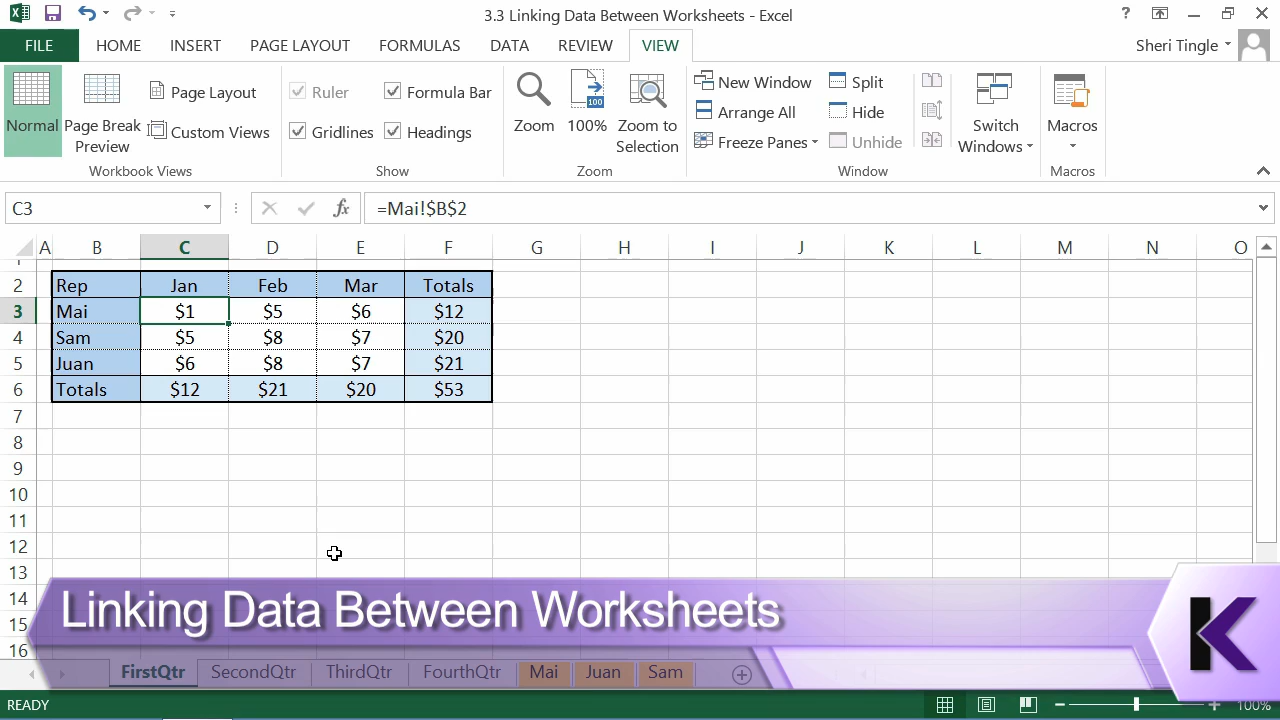 3.3 Linking Data Between Worksheets - Excel
?
FILE HOME INSERT PAGE LAYOUT FORMULAS DATA REVIEW VIEW Sheri Tingle
Normal
Page Break Preview
Page Layout
Custom Views
Workbook Views
Ruler
Formula Bar
Gridlines
Headings
Show
Zoom
100
100%
Zoom to Selection
Zoom
New Window
Arrange All
Freeze Panes
Split
Hide
Unhide
Switch Windows
Window
Macros
Macros
C3 fx =Mai!$B$2
A B C D E F G H I J K L M N O
2 Rep Jan Feb Mar Totals
3 Mai $1 $5 $6 $12
4 Sam $5 $8 $7 $20
5 Juan $6 $8 $7 $21
6 Totals $12 $21 $20 $53
7
8
9
10
11
12
13
14
15
16
Linking Data Between Worksheets
K
FirstQtr SecondQtr ThirdQtr FourthQtr Mai Juan Sam
READY 100%